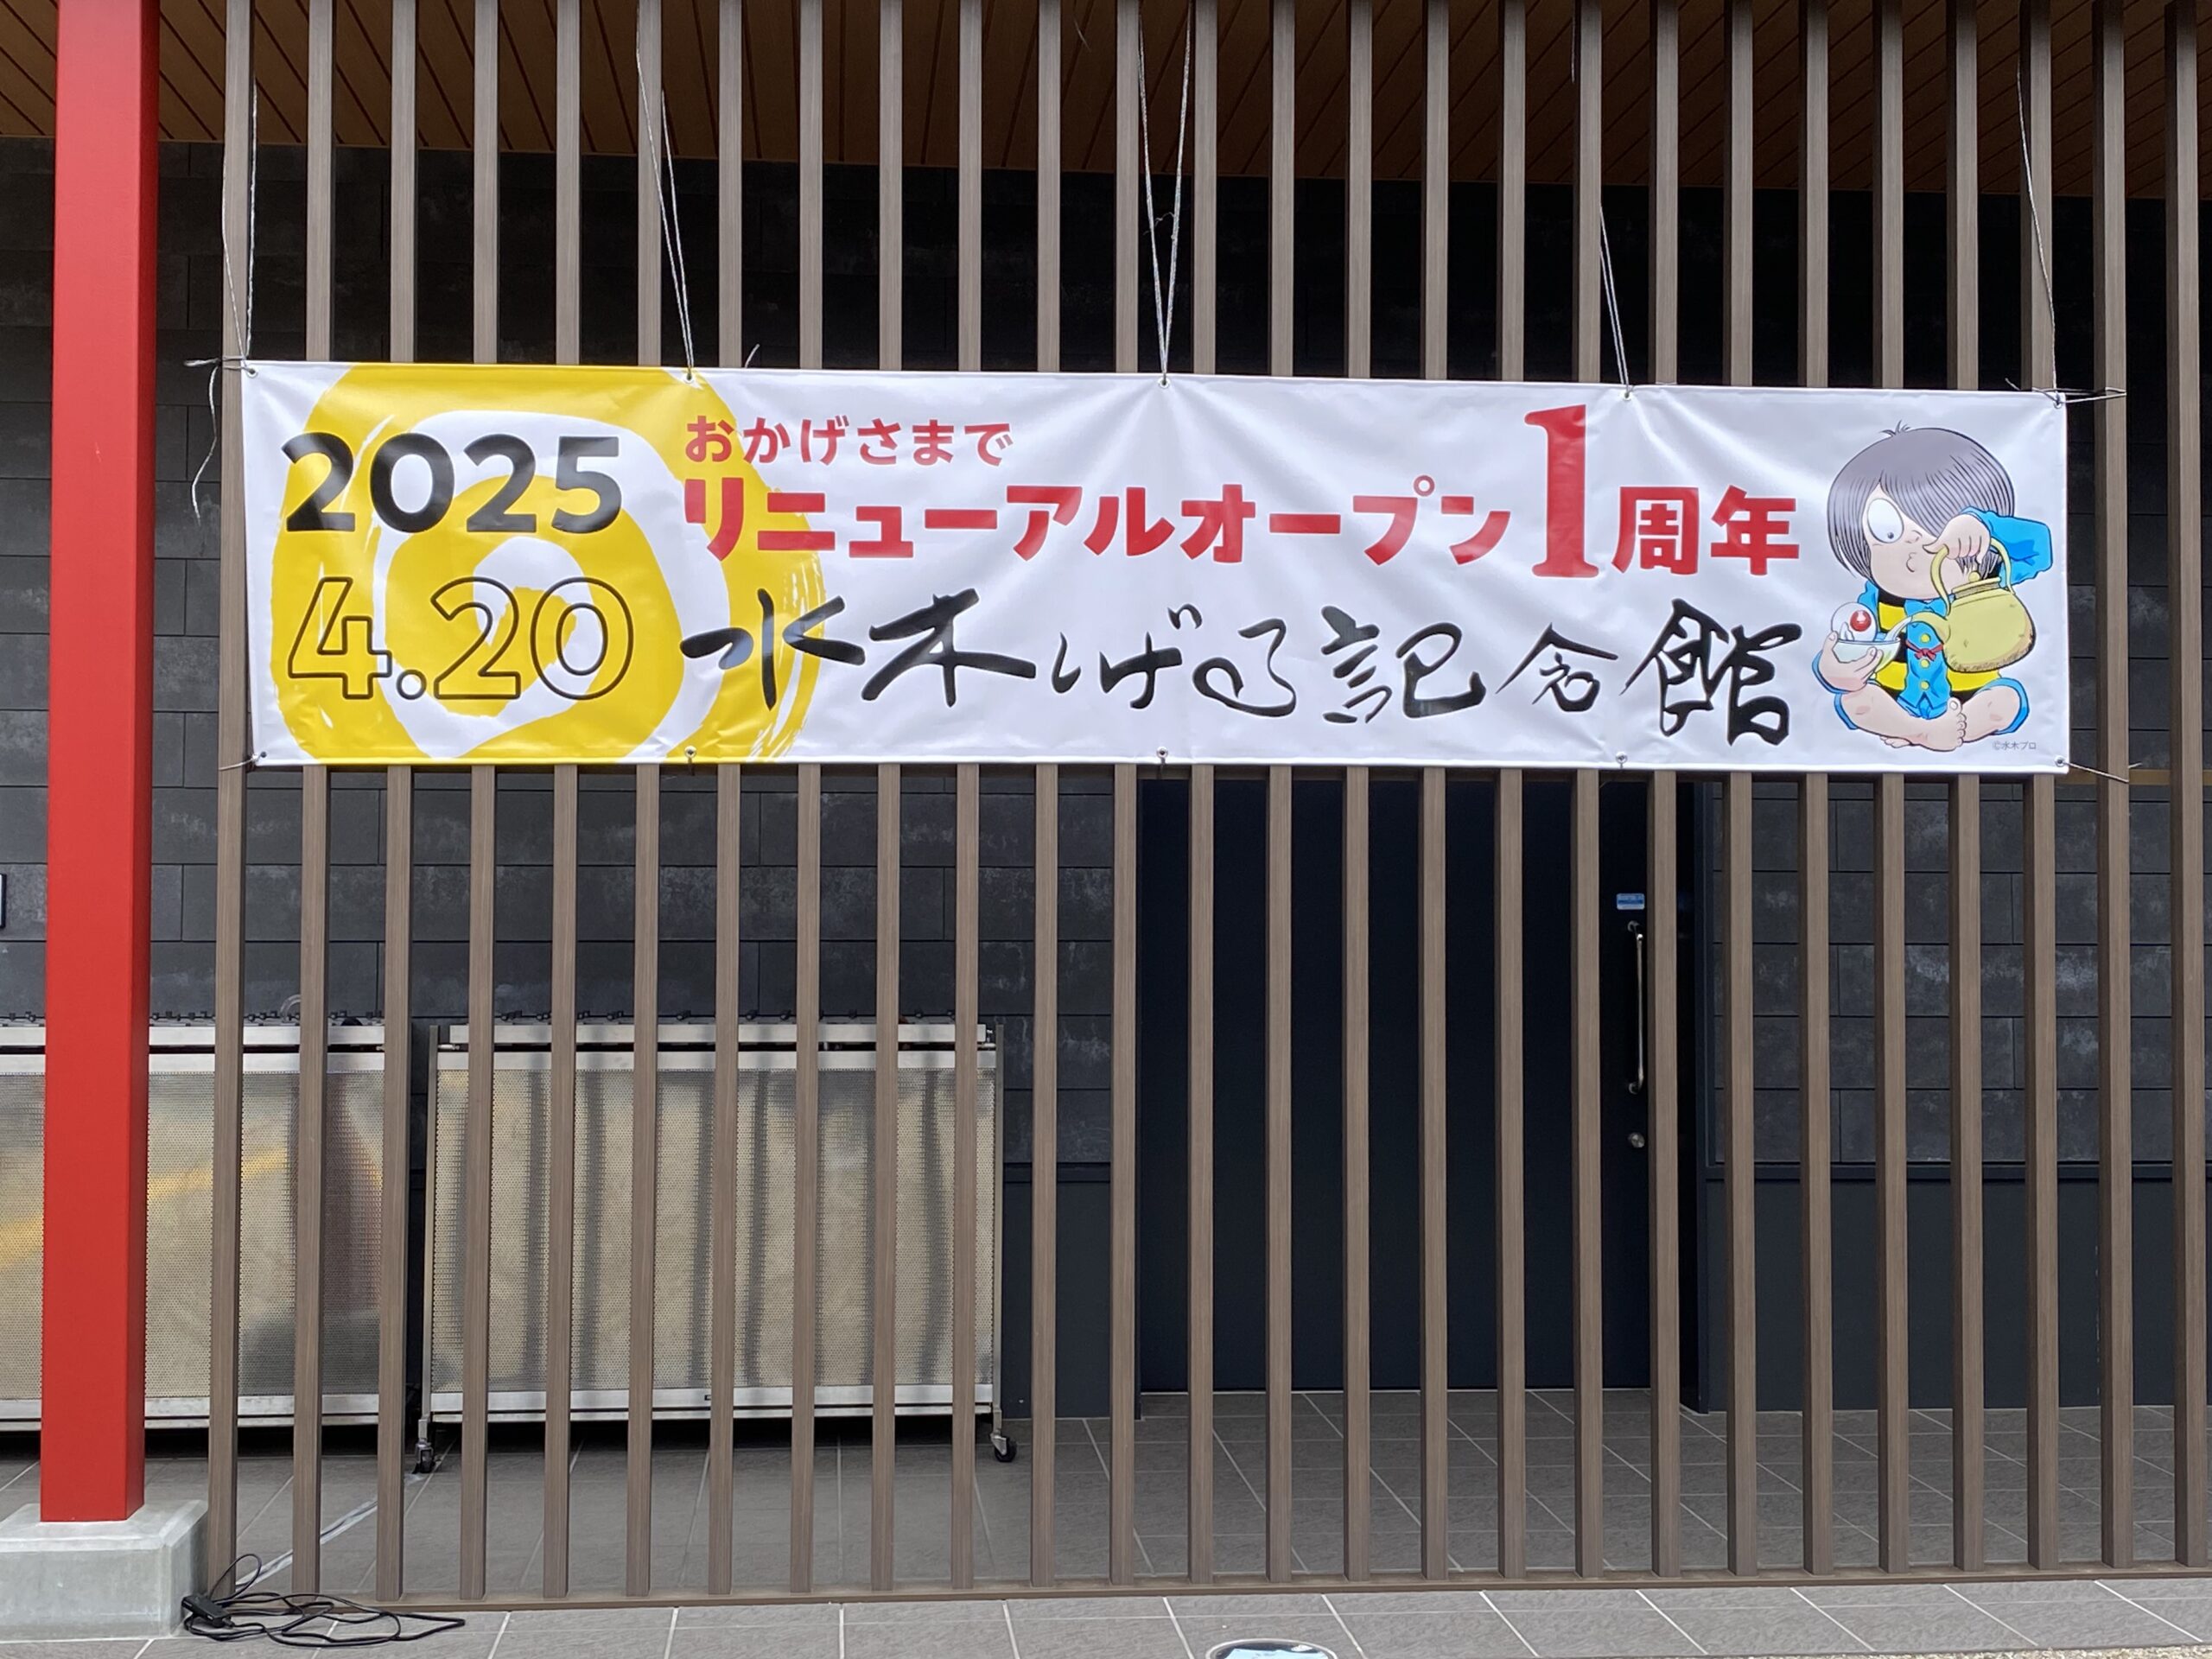 2025
4.20
おかげさまで
リニューアルオープン1周年
水木しげる記念館
©水木プロ